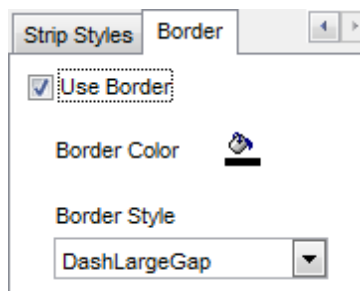 Strip Styles Border
Use Border
Border Color
Border Style
DashLargeGap